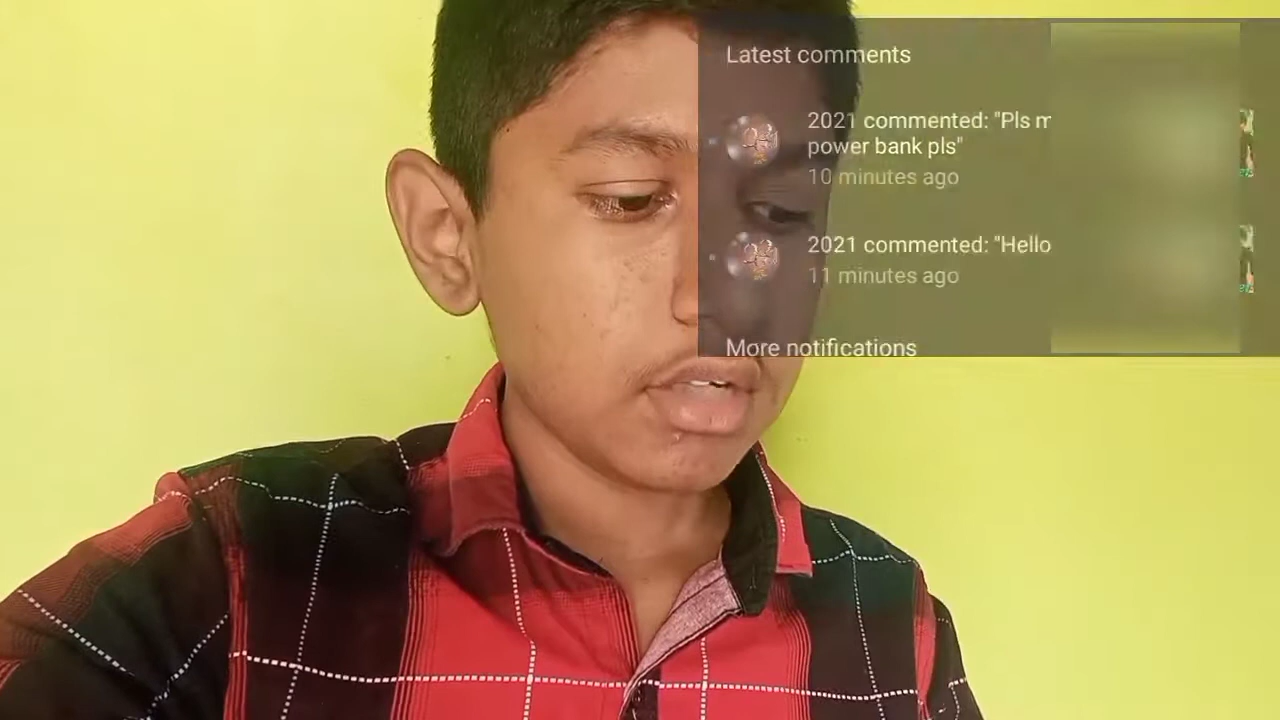 Latest comments
2021 commented: "Pls m
power bank pls"
10 minutes ago
2021 commented: "Hello
11 minutes ago
More notifications